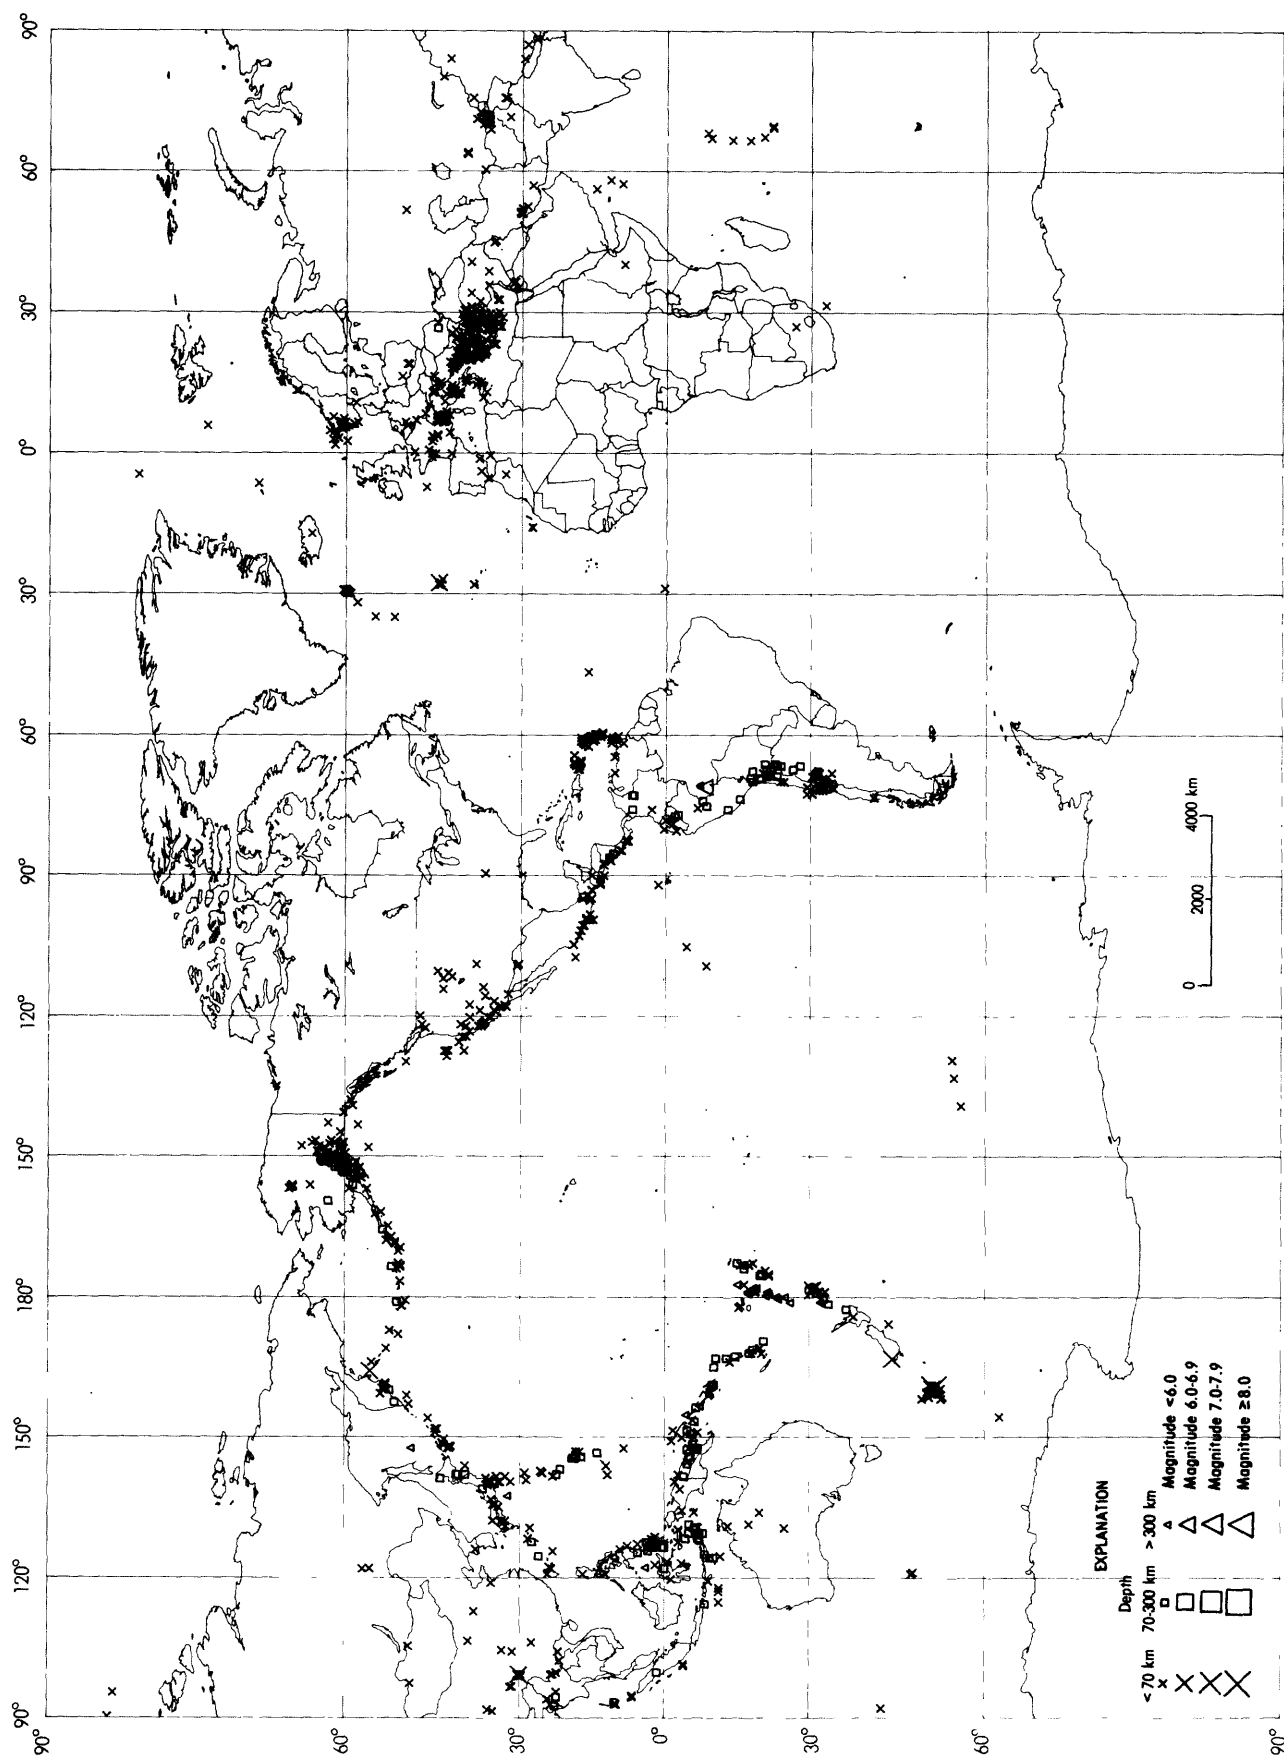 90° 120° 150° 180° 150° 120° 90° 60° 30° 0° 30° 60° 90°
90°
60°
30°
0°
30°
60°
90°
0 2000 4000 km
EXPLANATION
Depth
<70 km 70-300 km >300 km
Magnitude <6.0
Magnitude 6.0-6.9
Magnitude 7.0-7.9
Magnitude ≥8.0